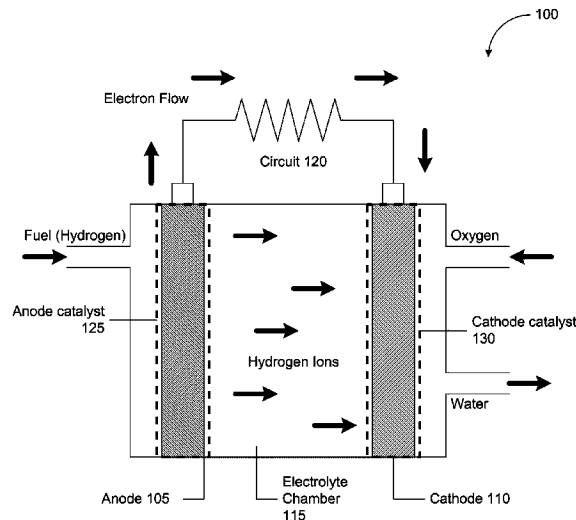 100
Electron Flow
Circuit 120
Fuel (Hydrogen)
Oxygen
Anode catalyst
125
Cathode catalyst
130
Hydrogen Ions
Water
Anode 105
Electrolyte
Chamber
115
Cathode 110